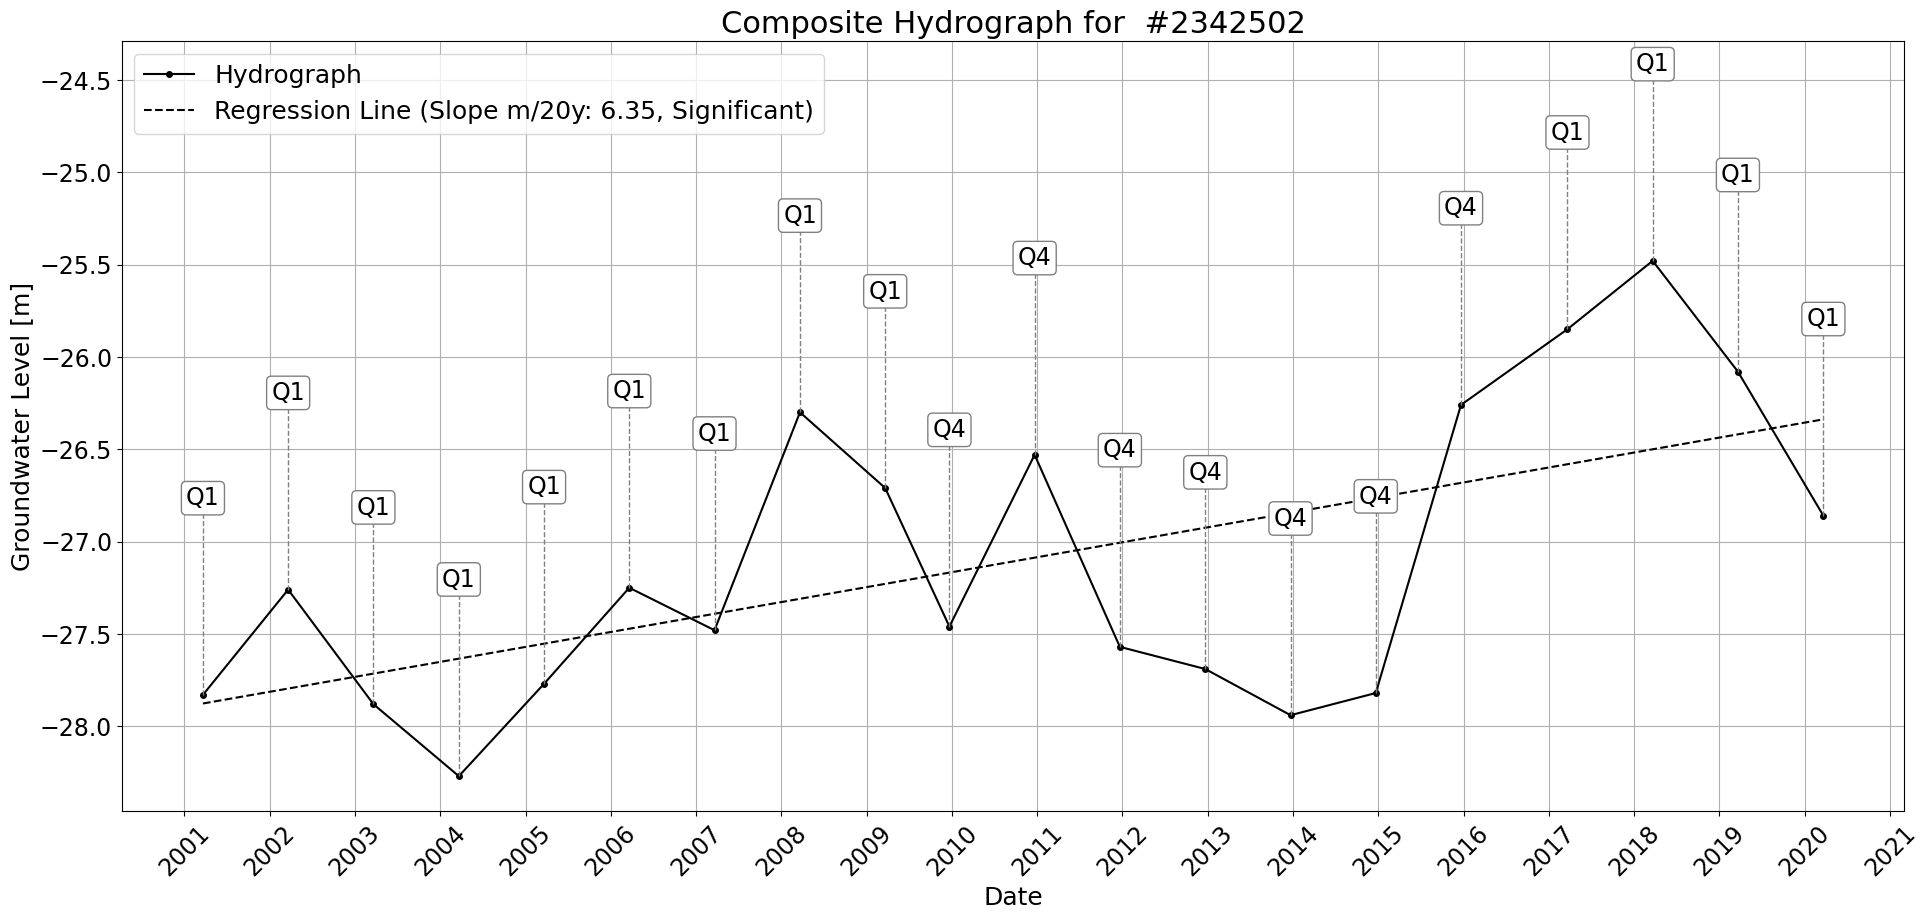 Composite Hydrograph for  #2342502
Hydrograph
Regression Line (Slope m/20y: 6.35, Significant)
Groundwater Level [m]
−24.5
−25.0
−25.5
−26.0
−26.5
−27.0
−27.5
−28.0
Q1
Q1
Q1
Q1
Q1
Q1
Q1
Q1
Q1
Q4
Q4
Q4
Q4
Q4
Q4
Q4
Q1
Q1
Q1
Q1
2001
2002
2003
2004
2005
2006
2007
2008
2009
2010
2011
2012
2013
2014
2015
2016
2017
2018
2019
2020
2021
Date